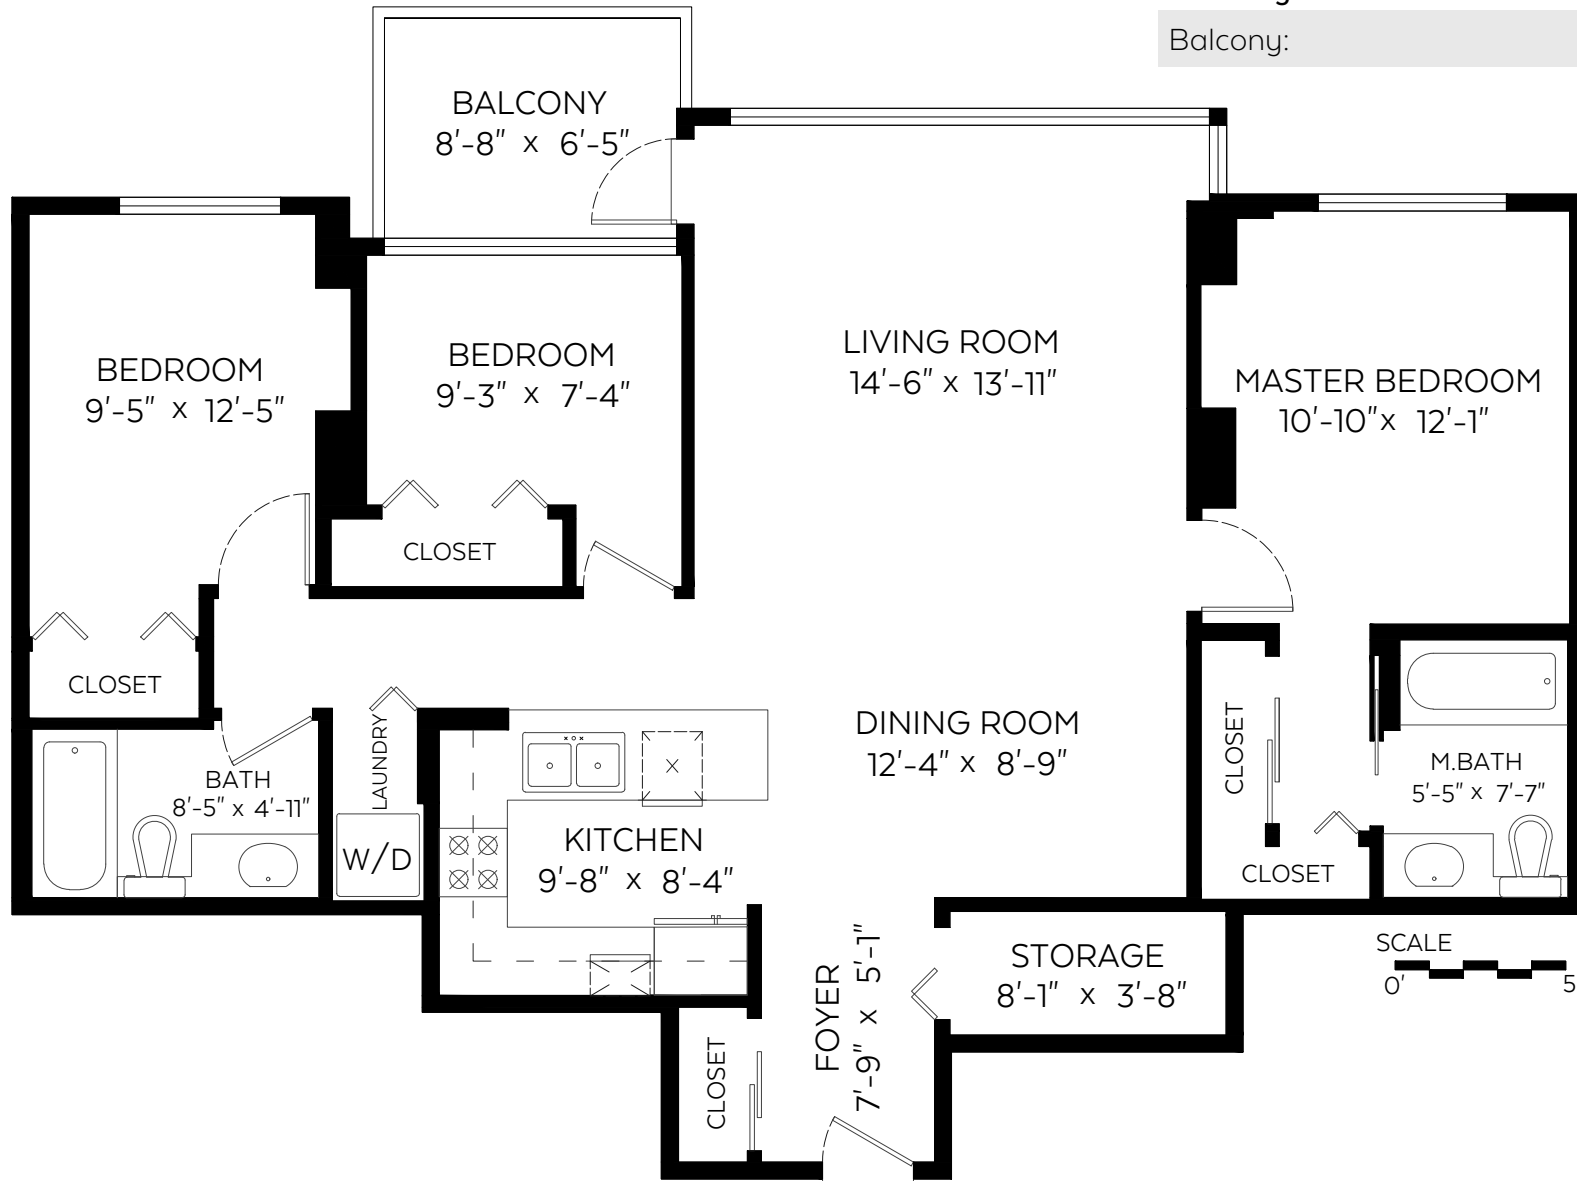 Balcony:
BALCONY
8'-8" x 6'-5"
BEDROOM
9'-5" x 12'-5"
BEDROOM
9'-3" x 7'-4"
LIVING ROOM
14'-6" x 13'-11"
MASTER BEDROOM
10'-10" x 12'-1"
CLOSET
CLOSET
LAUNDRY
DINING ROOM
12'-4" x 8'-9"
CLOSET
M.BATH
5'-5" x 7'-7"
BATH
8'-5" x 4'-11"
W/D
KITCHEN
9'-8" x 8'-4"
CLOSET
STORAGE
8'-1" x 3'-8"
FOYER
7'-9" x 5'-1"
CLOSET
SCALE
0' 5